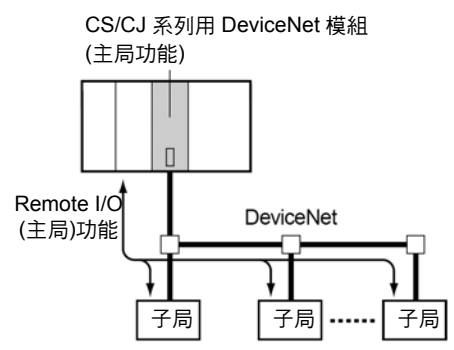 CS/CJ 系列用 DeviceNet 模組
(主局功能)
Remote I/O
(主局)功能
DeviceNet
子局
子局
子局